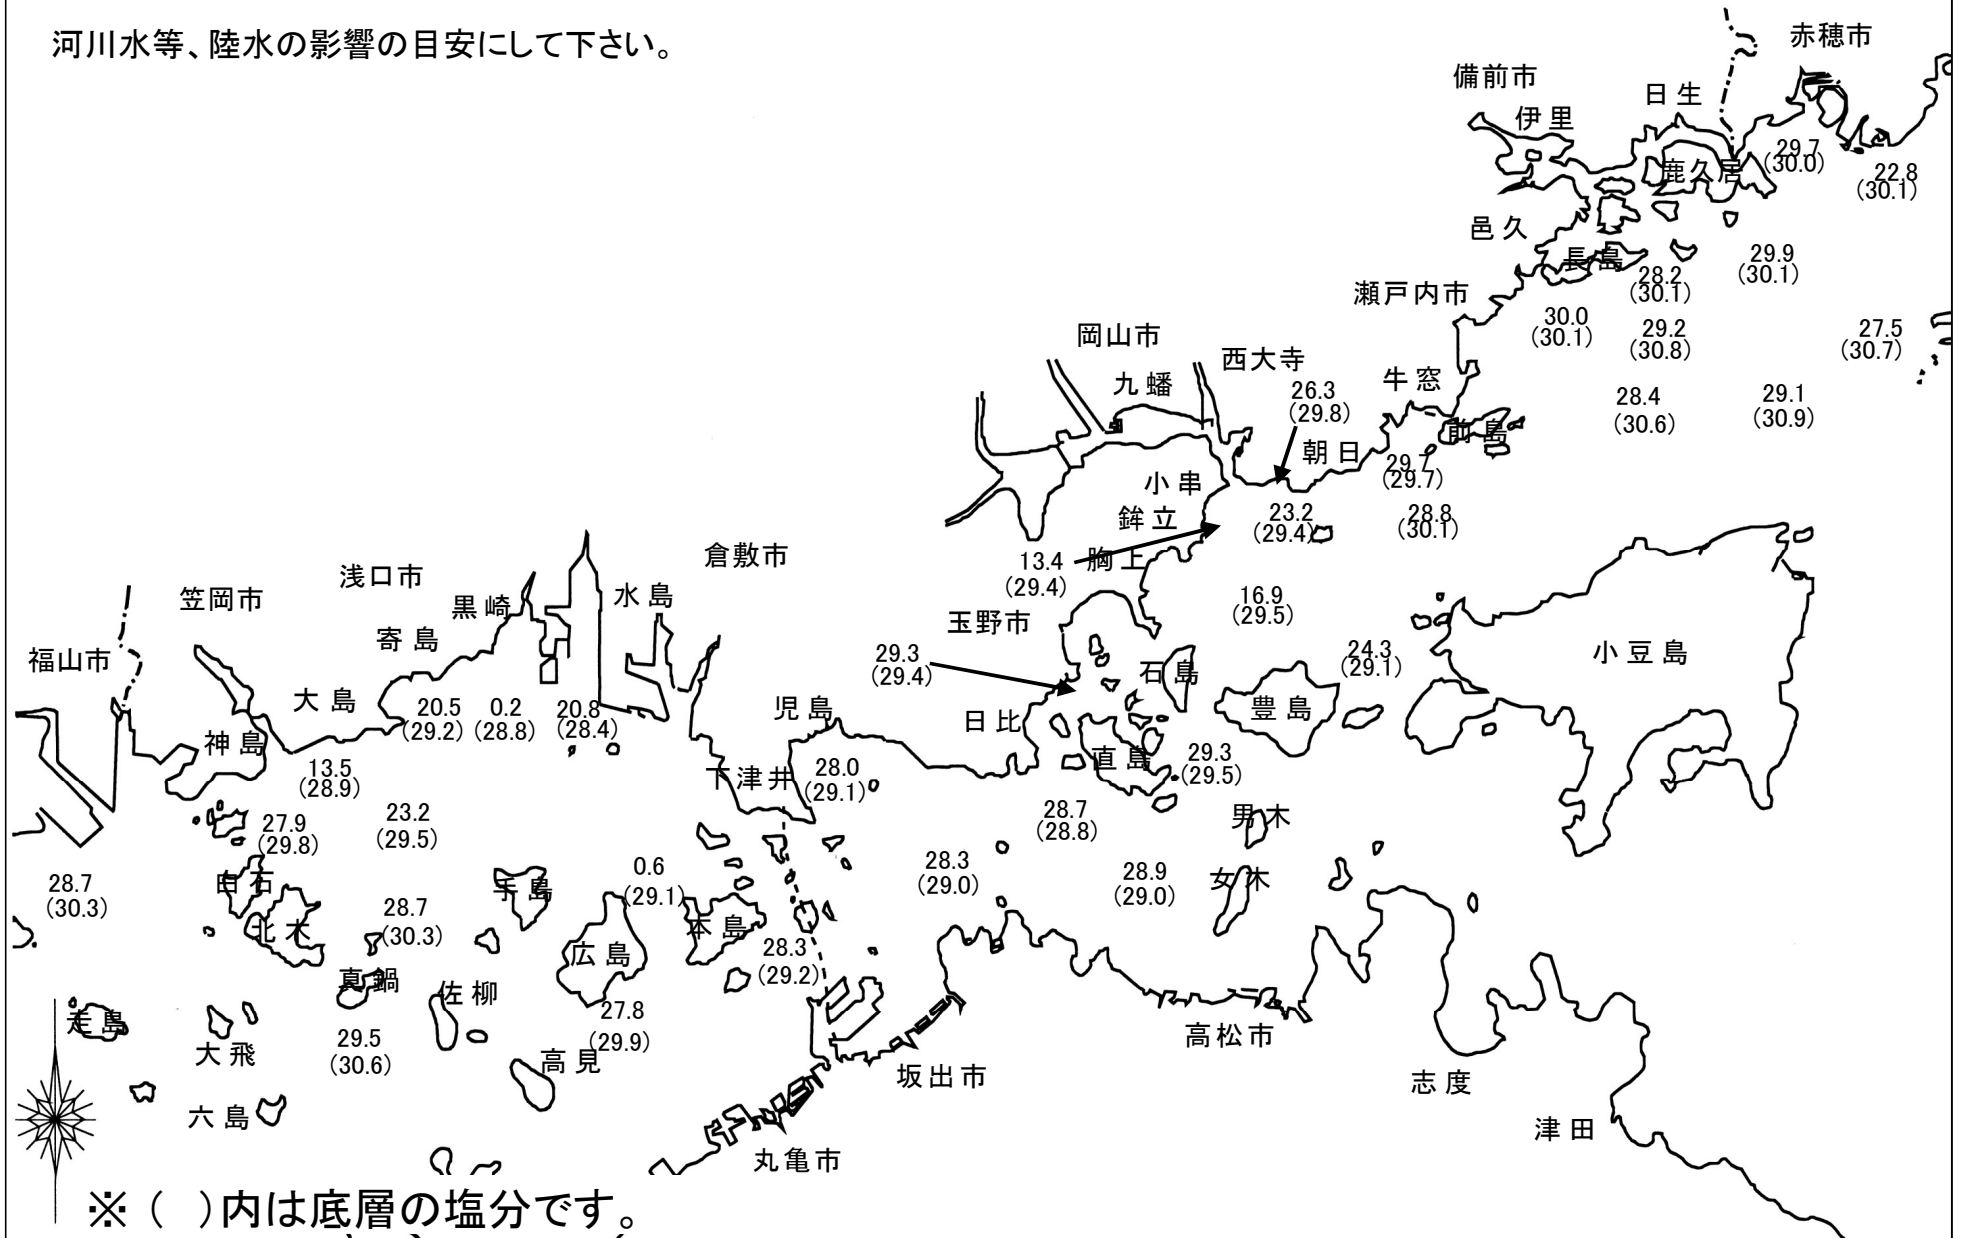 河川水等、陸水の影響の目安にして下さい。
赤穂市
備前市
日生
伊里
29.7
(30.0)
鹿久居
22.8
(30.1)
邑久
長島
29.9
(30.1)
28.2
(30.1)
瀬戸内市
30.0
(30.1)
29.2
(30.8)
27.5
(30.7)
岡山市
西大寺
九蟠
牛窓
26.3
(29.8)
28.4
(30.6)
29.1
(30.9)
前島
朝日
29.7
(29.7)
小串
鉾立
23.2
(29.4)
28.8
(30.1)
胸上
13.4
(29.4)
倉敷市
浅口市
笠岡市
黒崎
水島
16.9
(29.5)
玉野市
寄島
福山市
29.3
(29.4)
24.3
(29.1)
石島
小豆島
大島
20.5
(29.2)
0.2
(28.8)
20.8
(28.4)
児島
日比
豊島
神島
直島
29.3
(29.5)
13.5
(28.9)
下津井
28.0
(29.1)
27.9
(29.8)
23.2
(29.5)
28.7
(28.8)
男木
28.7
(30.3)
白石
手島
0.6
(29.1)
28.3
(29.0)
28.9
(29.0)
女木
北木
28.7
(30.3)
広島
本島
28.3
(29.2)
真鍋
佐柳
走島
27.8
(29.9)
大飛
29.5
(30.6)
高見
高松市
坂出市
志度
六島
津田
丸亀市
※( )内は底層の塩分です。